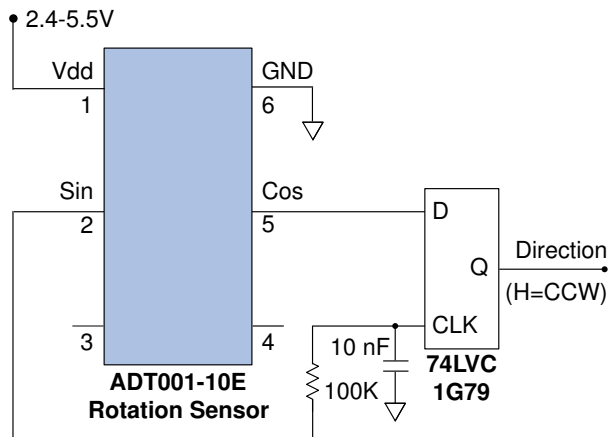 2.4-5.5V
Vdd
1
GND
6
Sin
2
Cos
5
3
4
ADT001-10E
Rotation Sensor
D
Q
CLK
Direction
(H=CCW)
10 nF
100K
74LVC
1G79